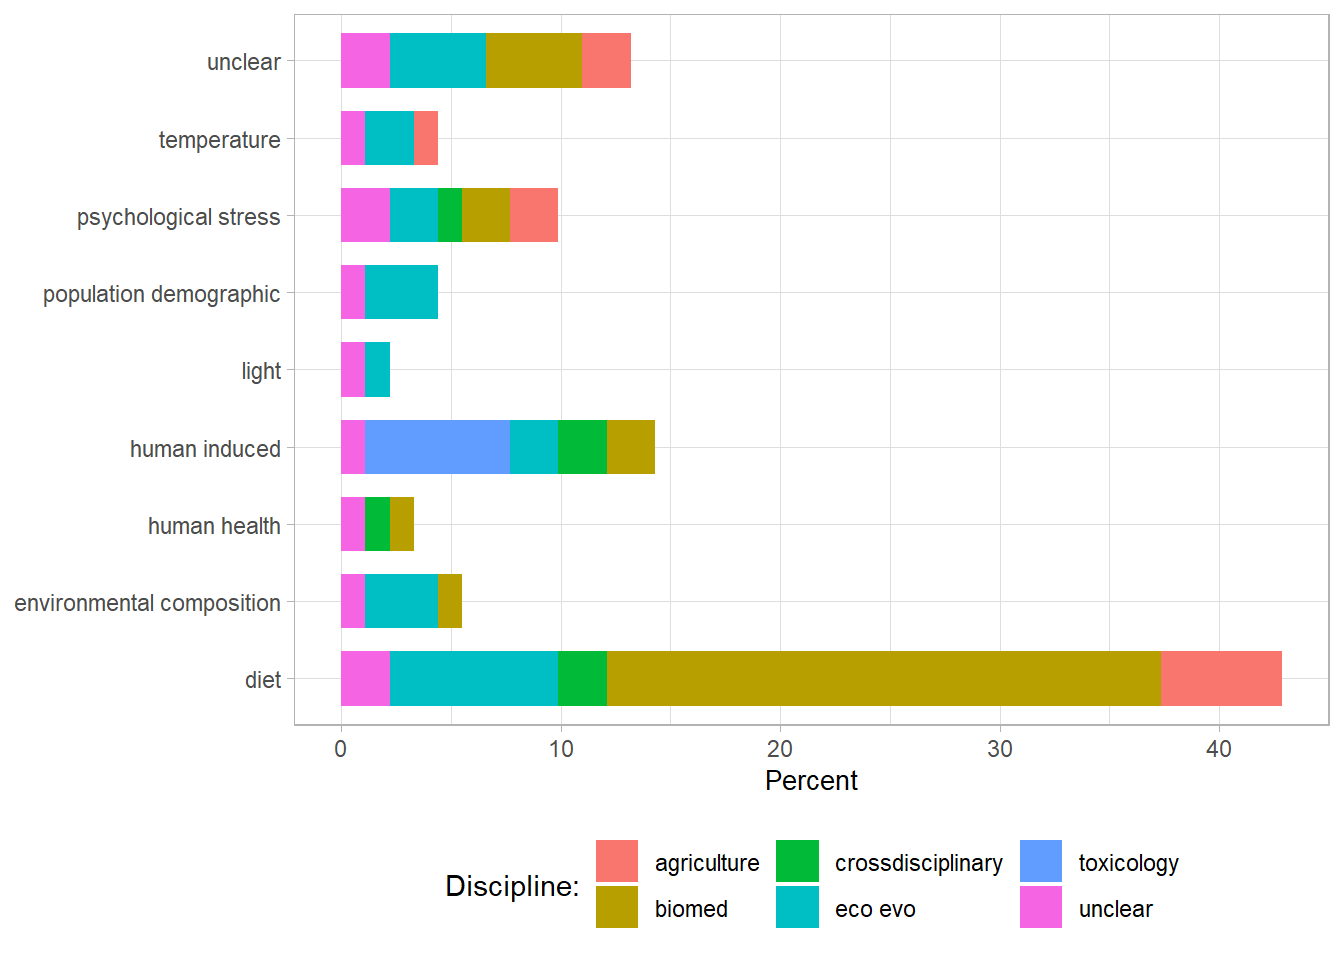 unclear
temperature
psychological stress
population demographic
light
human induced
human health
environmental composition
diet
0 10 20 30 40
Percent
Discipline:
agriculture crossdisciplinary toxicology
biomed eco evo unclear